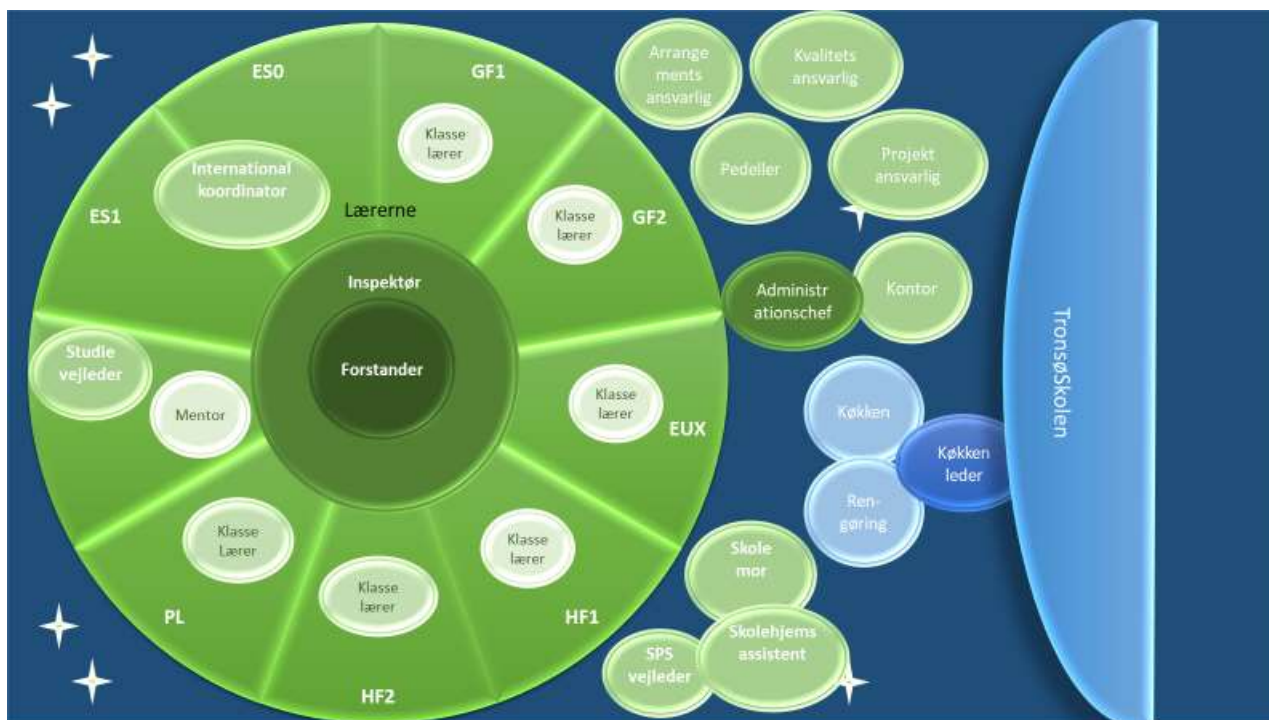 ES0
GF1
Klasse
lærer
International
koordinator
Lærerne
ES1
Klasse
lærer
GF2
Inspektør
Forstander
Studie
vejleder
Mentor
Klasse
lærer
EUX
Klasse
Lærer
Klasse
lærer
Klasse
lærer
PL
HF2
HF1
Arrange
ments
ansvarlig
Kvalitets
ansvarlig
Pedeller
Projekt
ansvarlig
Administr
ationschef
Kontor
Køkken
Køkken
leder
Ren-
gøring
Skole
mor
Skolehjems
assistent
SPS
vejleder
TronsøSkolen